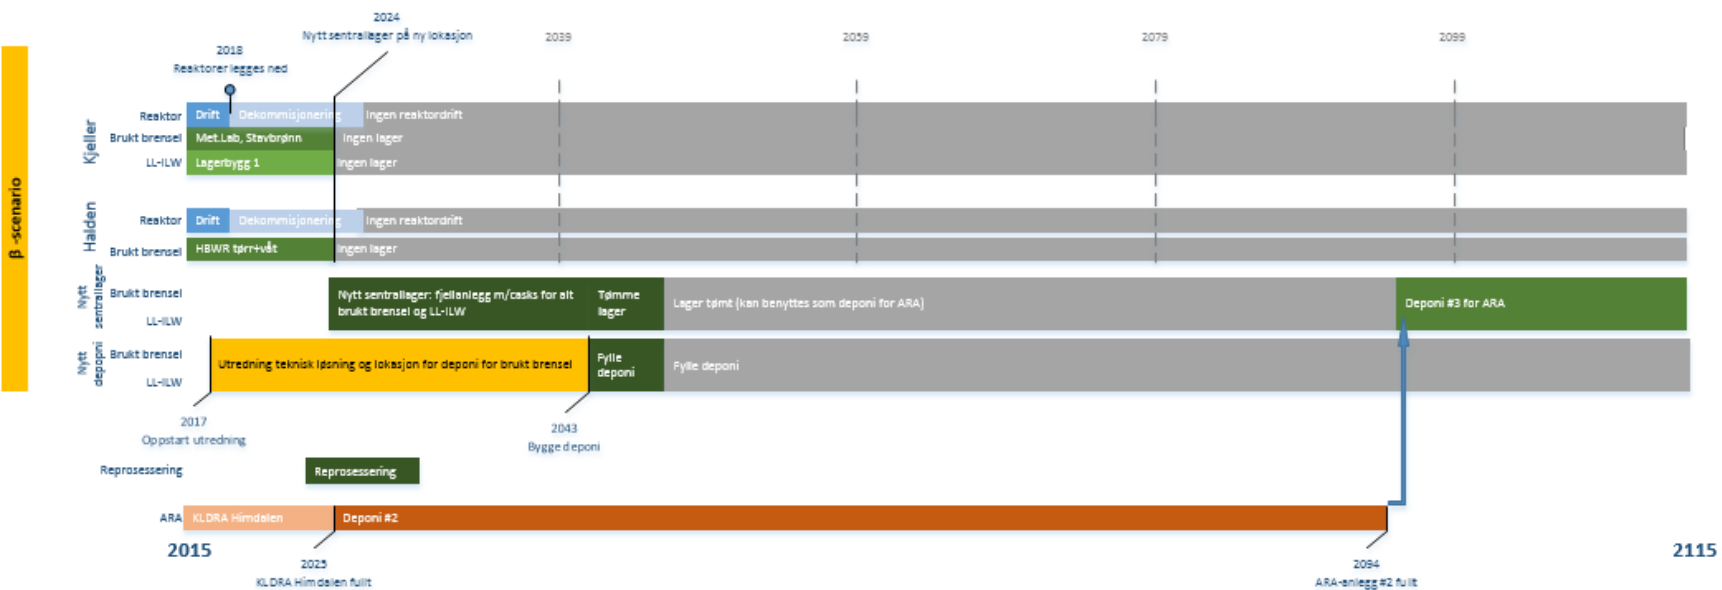 2024
Nytt sentrallager på ny lokasjon
2039
2059
2079
2099
2018
Reaktorer legges ned
β -scenario
Kjeller
Reaktor
Drift
Dekommisjonering
Ingen reaktordrift
Brukt brensel
Met.Lab, Stavbrønn
Ingen lager
LL-ILW
Lagerbygg 1
Ingen lager
Halden
Reaktor
Drift
Dekommisjonering
Ingen reaktordrift
Brukt brensel
HBWR tørr+våt
Ingen lager
Nytt
sentrallager
Brukt brensel
LL-ILW
Nytt sentrallager: fjellanlegg m/casks for alt
brukt brensel og LL-ILW
Tømme
lager
Lager tømt (kan benyttes som deponi for ARA)
Deponi #3 for ARA
Nytt
depopni
Brukt brensel
LL-ILW
Utredning teknisk løsning og lokasjon for deponi for brukt brensel
Fylle
deponi
Fylle deponi
2017
Oppstart utredning
2043
Bygge deponi
Reprosessering
Reprosessering
ARA
KLDRA Himdalen
Deponi #2
2015
2115
2025
KLDRA Himdalen fullt
2094
ARA-anlegg #2 fullt